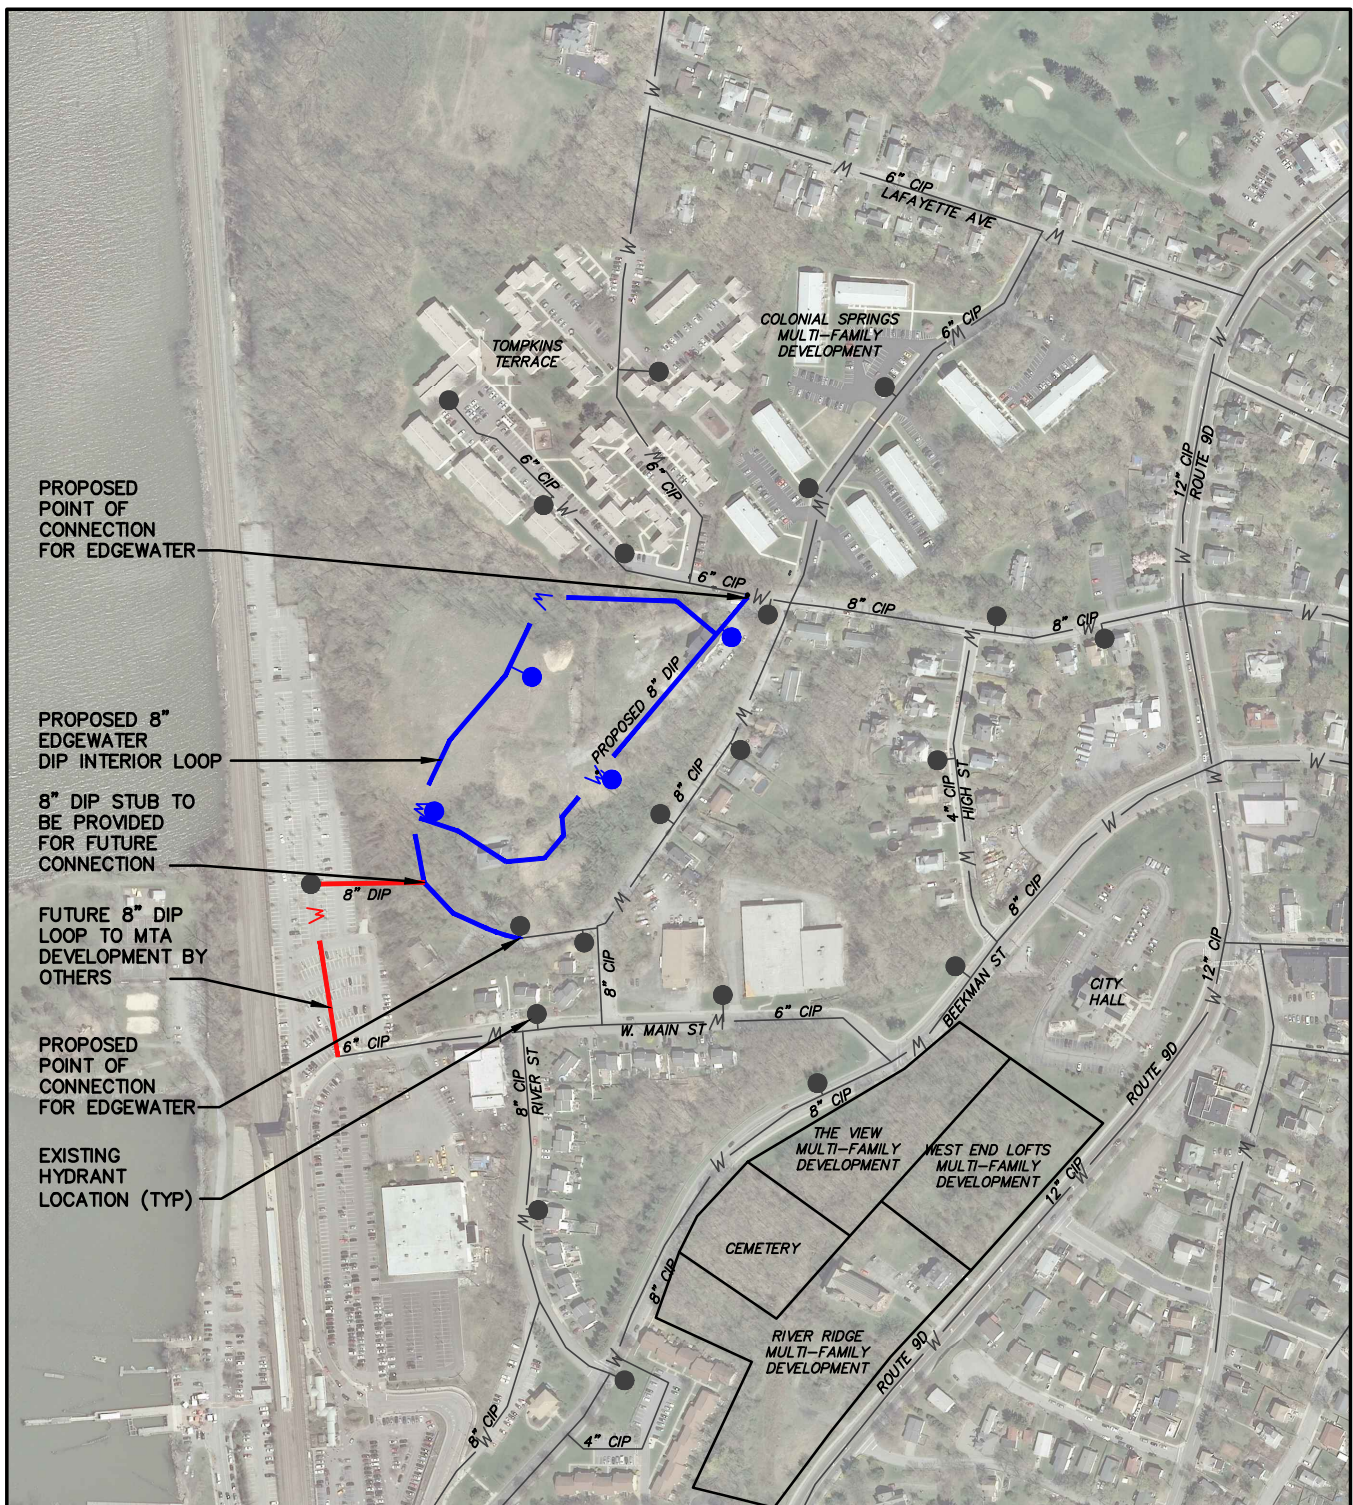 W
W
6" CIP
LAFAYETTE AVE
W
W
COLONIAL SPRINGS
MULTI-FAMILY
DEVELOPMENT
6" CIP
W
W
TOMPKINS
TERRACE
12" CIP
ROUTE 9D
6" CIP
W
W
6" CIP
W
W
PROPOSED
POINT OF
CONNECTION
FOR EDGEWATER
6" CIP
W
8" CIP
8" CIP
W
W
W
W
PROPOSED 8" DIP
W
W
8" CIP
PROPOSED 8"
EDGEWATER
DIP INTERIOR LOOP
W
4" CIP
HIGH ST
W
W
W
W
8" DIP STUB TO
BE PROVIDED
FOR FUTURE
CONNECTION
8" DIP
W
W
8" CIP
FUTURE 8" DIP
LOOP TO MTA
DEVELOPMENT BY
OTHERS
8" CIP
BEEKMAN ST
CITY
HALL
12" CIP
W
PROPOSED
POINT OF
CONNECTION
FOR EDGEWATER
6" CIP
W
W. MAIN ST
W
6" CIP
W
8" CIP
RIVER ST
8" CIP
ROUTE 9D
EXISTING
HYDRANT
LOCATION (TYP)
THE VIEW
MULTI-FAMILY
DEVELOPMENT
WEST END LOFTS
MULTI-FAMILY
DEVELOPMENT
W
12" CIP
W
W
W
CEMETERY
8" CIP
RIVER RIDGE
MULTI-FAMILY
DEVELOPMENT
ROUTE 9D
W
W
8" CIP
W
4" CIP